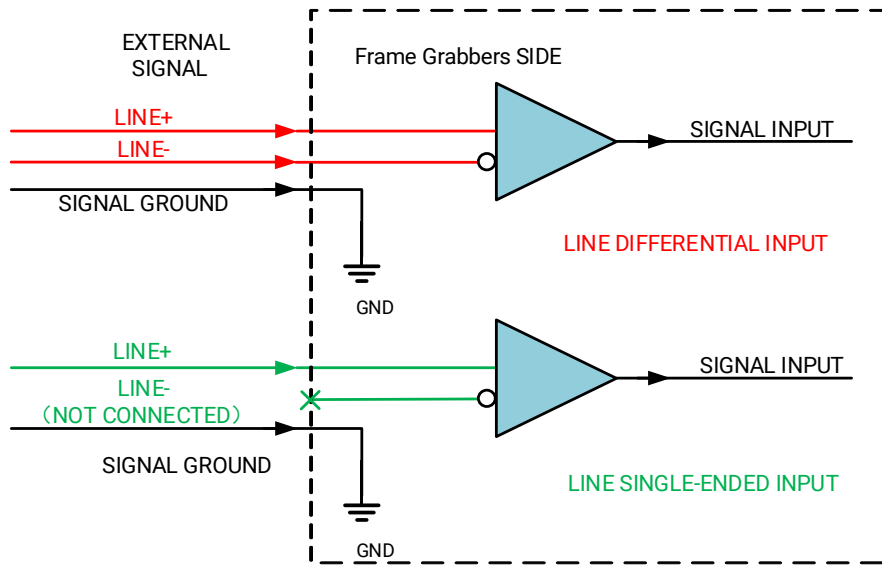 EXTERNAL
SIGNAL
Frame Grabbers SIDE
LINE+
SIGNAL INPUT
LINE-
SIGNAL GROUND
LINE DIFFERENTIAL INPUT
GND
LINE+
SIGNAL INPUT
LINE-
（NOT CONNECTED）
SIGNAL GROUND
LINE SINGLE-ENDED INPUT
GND